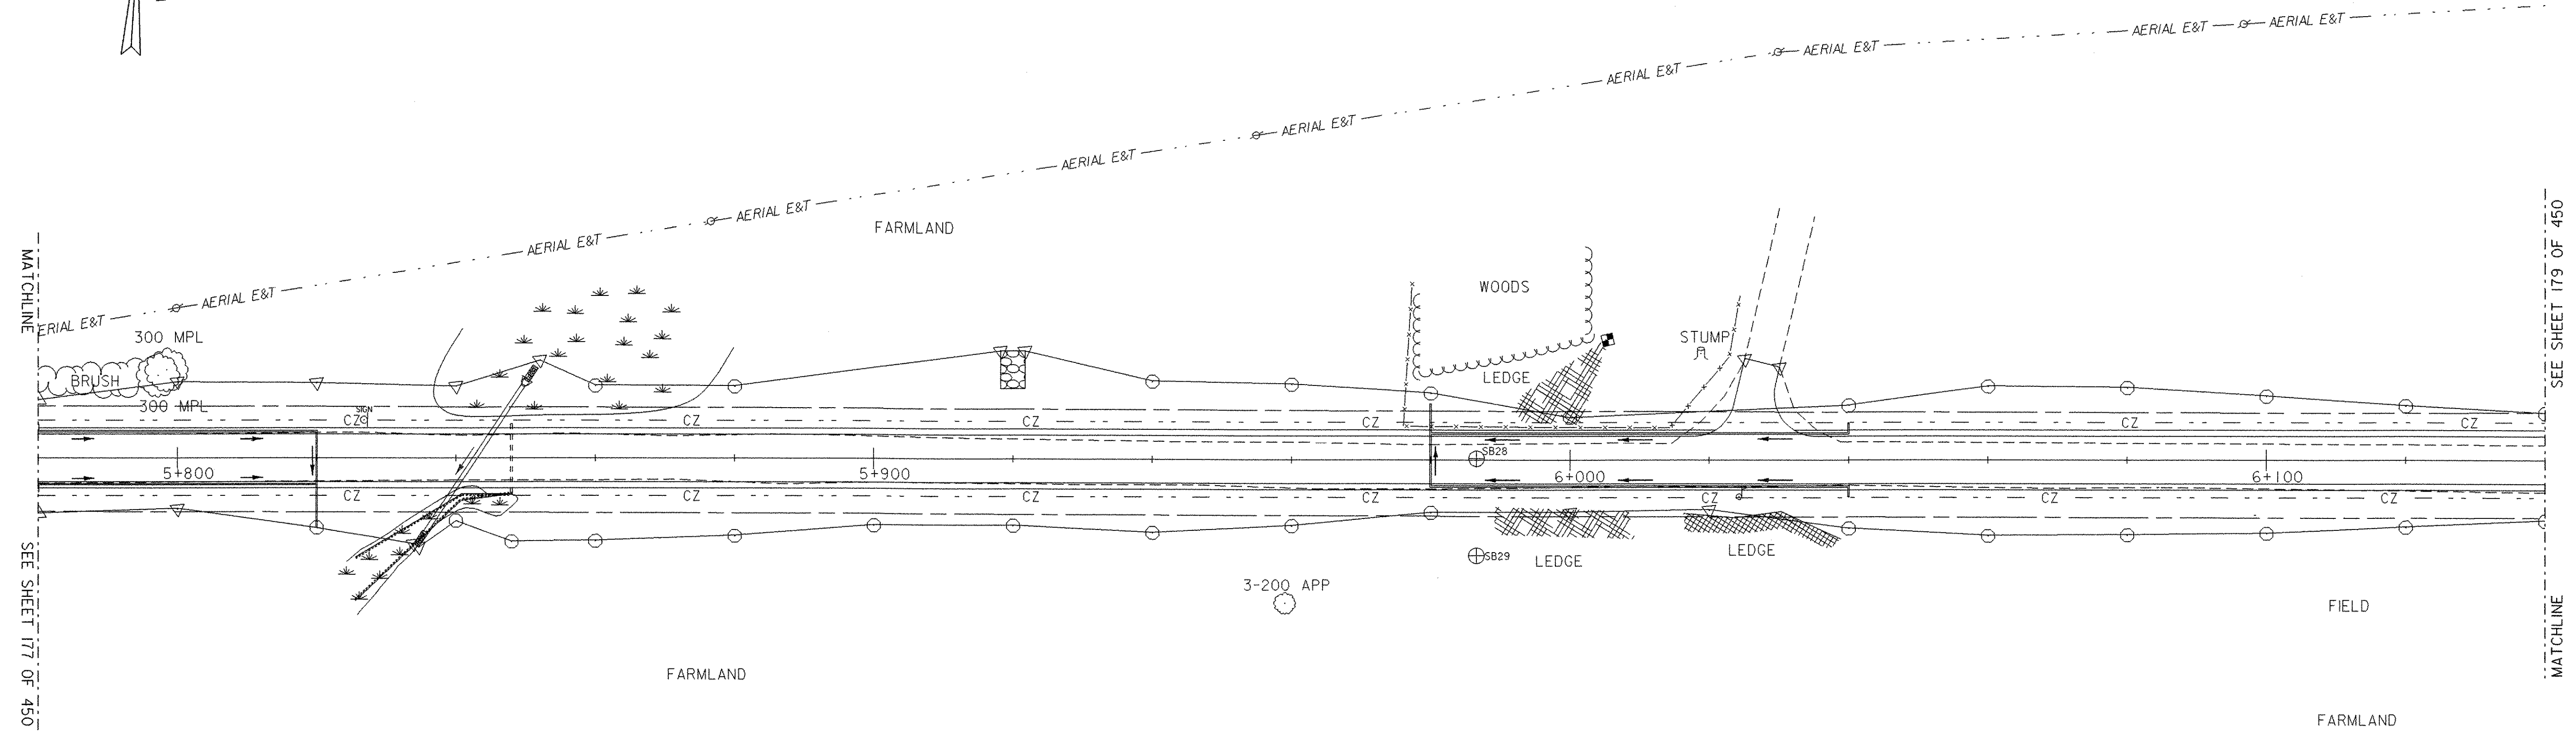 AERIAL E&T
AERIAL E&T
AERIAL E&T
AERIAL E&T
AERIAL E&T
AERIAL E&T
AERIAL E&T
AERIAL E&T
AERIAL E&T
AERIAL E&T
ERIAL E&T
FARMLAND
MATCHLINE
SEE SHEET 179 OF 450
WOODS
300 MPL
STUMP
BRUSH
LEDGE
300 MPL
SIGN
CZ
CZ
CZ
CZ
CZ
CZ
SB28
5+800
5+900
6+000
6+100
CZ
CZ
CZ
CZ
CZ
CZ
CZ
SB29
LEDGE
LEDGE
3-200 APP
FIELD
SEE SHEET 177 OF 450
MATCHLINE
FARMLAND
FARMLAND